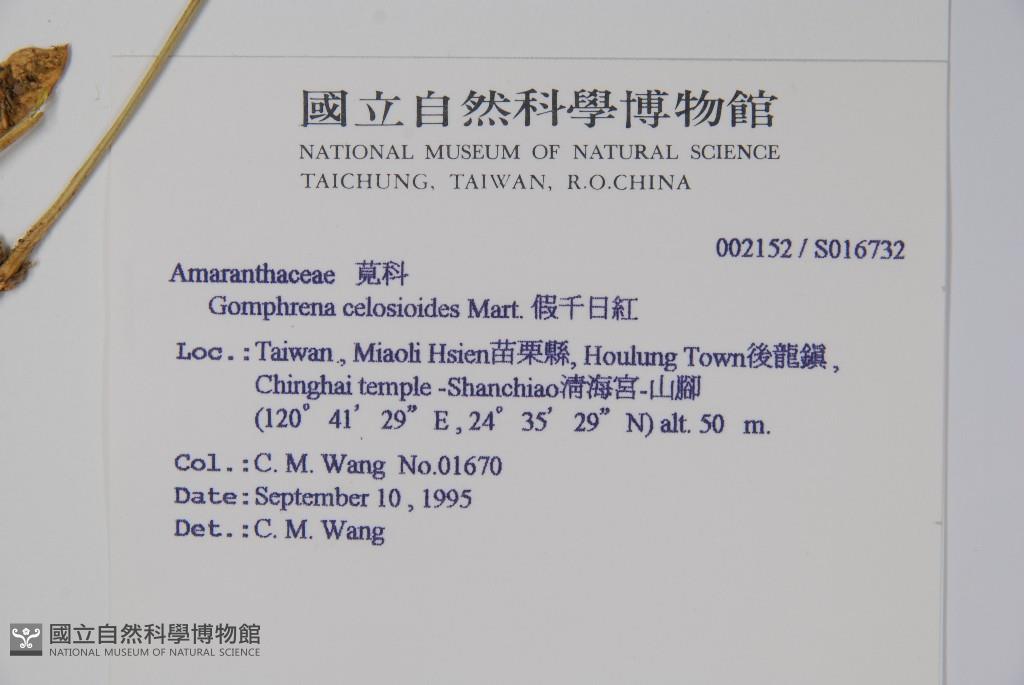 國立自然科學博物館
NATIONAL MUSEUM OF NATURAL SCIENCE
TAICHUNG, TAIWAN, R.O.CHINA
002152 / S016732
Amaranthaceae 莧科
Gomphrena celosioides Mart. 假千日紅
Loc.: Taiwan , Miaoli Hsien苗栗縣, Houlung Town後龍鎮 ,
Chinghai temple -Shanchiao清海宮-山腳
(120° 41' 29" E , 24° 35' 29" N) alt. 50 m.
Col.: C. M. Wang No.01670
Date: September 10 , 1995
Det.: C. M. Wang
國立自然科學博物館
NATIONAL MUSEUM OF NATURAL SCIENCE